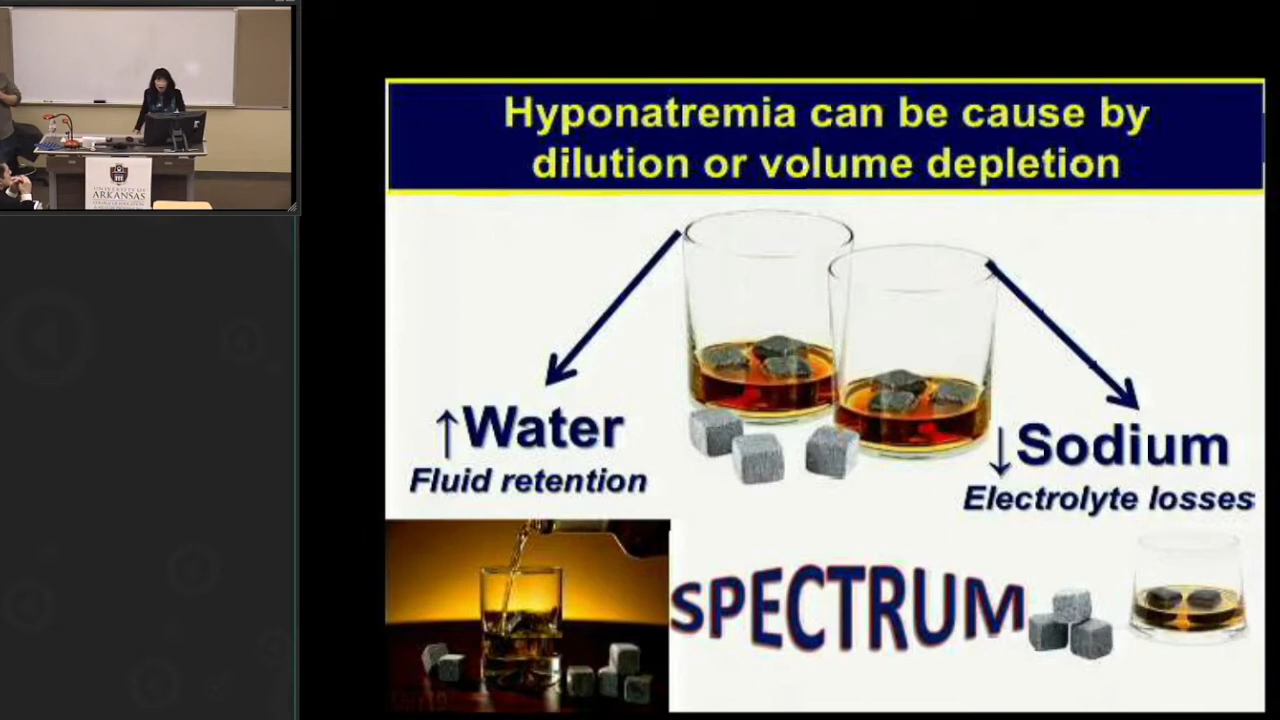 Hyponatremia can be cause by
dilution or volume depletion
↑Water
Fluid retention
↓Sodium
Electrolyte losses
SPECTRUM
UNIVERSITY OF
ARKANSAS